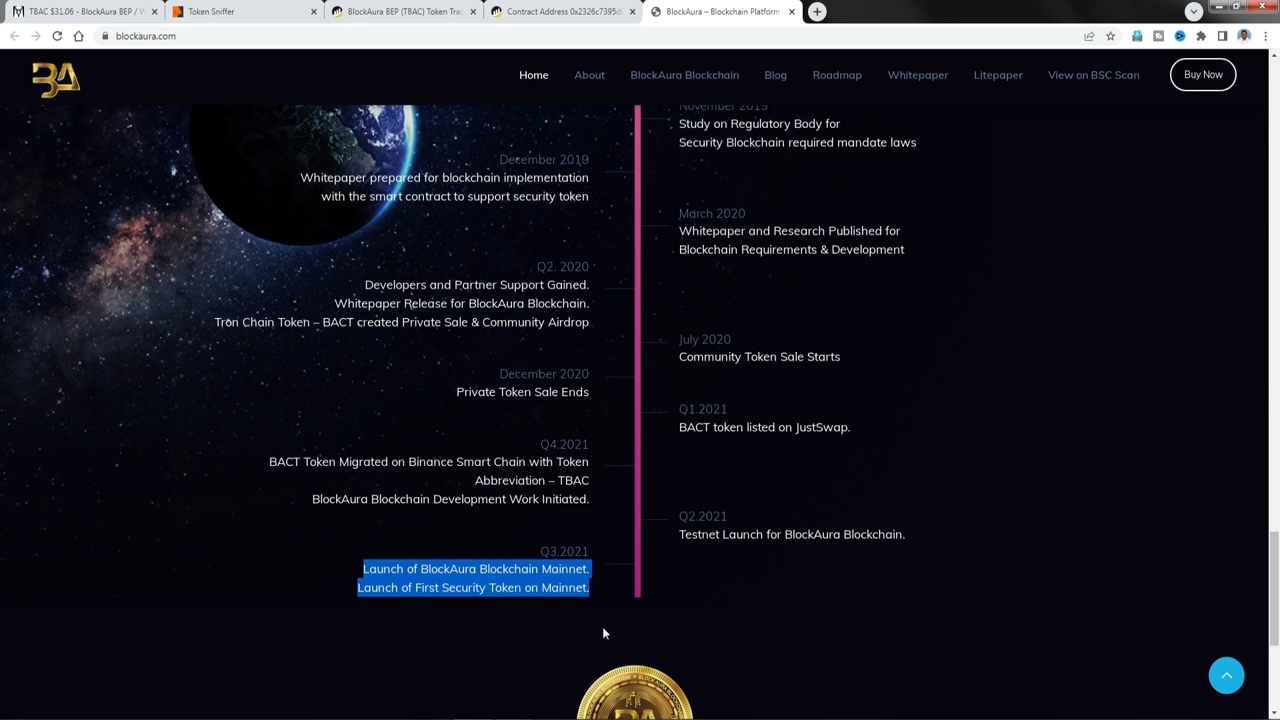 TBAC $31.06 - BlockAura BEP / W
Token Sniffer
BlockAura BEP (TBAC) Token Trac
Contract Address 0x2326c7395d
BlockAura – Blockchain Platform
blockaura.com
BA
Home
About
BlockAura Blockchain
Blog
Roadmap
Whitepaper
Litepaper
View on BSC Scan
Buy Now
November 2019
Study on Regulatory Body for
Security Blockchain required mandate laws
December 2019
Whitepaper prepared for blockchain implementation
with the smart contract to support security token
March 2020
Whitepaper and Research Published for
Blockchain Requirements & Development
Q2. 2020
Developers and Partner Support Gained.
Whitepaper Release for BlockAura Blockchain.
Tron Chain Token – BACT created Private Sale & Community Airdrop
July 2020
Community Token Sale Starts
December 2020
Private Token Sale Ends
Q1.2021
BACT token listed on JustSwap.
Q4.2021
BACT Token Migrated on Binance Smart Chain with Token
Abbreviation – TBAC
BlockAura Blockchain Development Work Initiated.
Q2.2021
Testnet Launch for BlockAura Blockchain.
Q3.2021
Launch of BlockAura Blockchain Mainnet.
Launch of First Security Token on Mainnet.